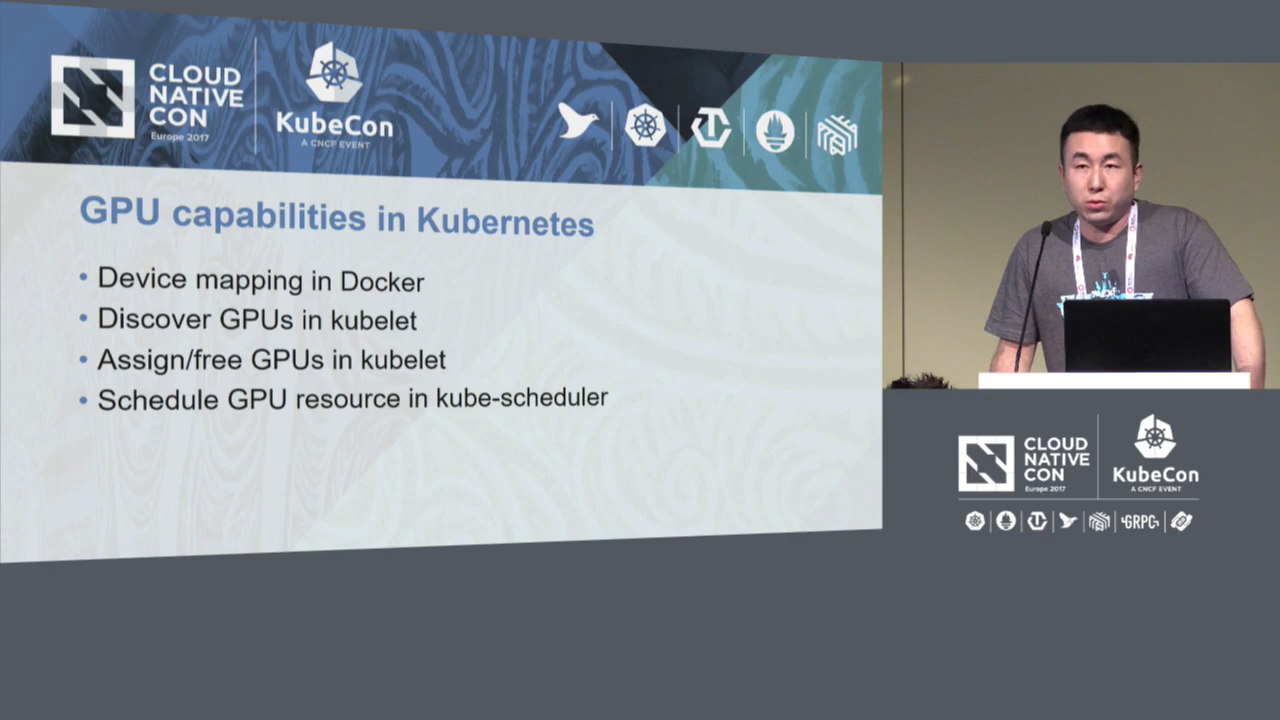 CLOUD
NATIVE
CON
Europe 2017
KubeCon
A CNCF EVENT
GPU capabilities in Kubernetes
• Device mapping in Docker
• Discover GPUs in kubelet
• Assign/free GPUs in kubelet
• Schedule GPU resource in kube-scheduler
CLOUD
NATIVE
CON
Europe 2017
KubeCon
A CNCF EVENT
GRPC